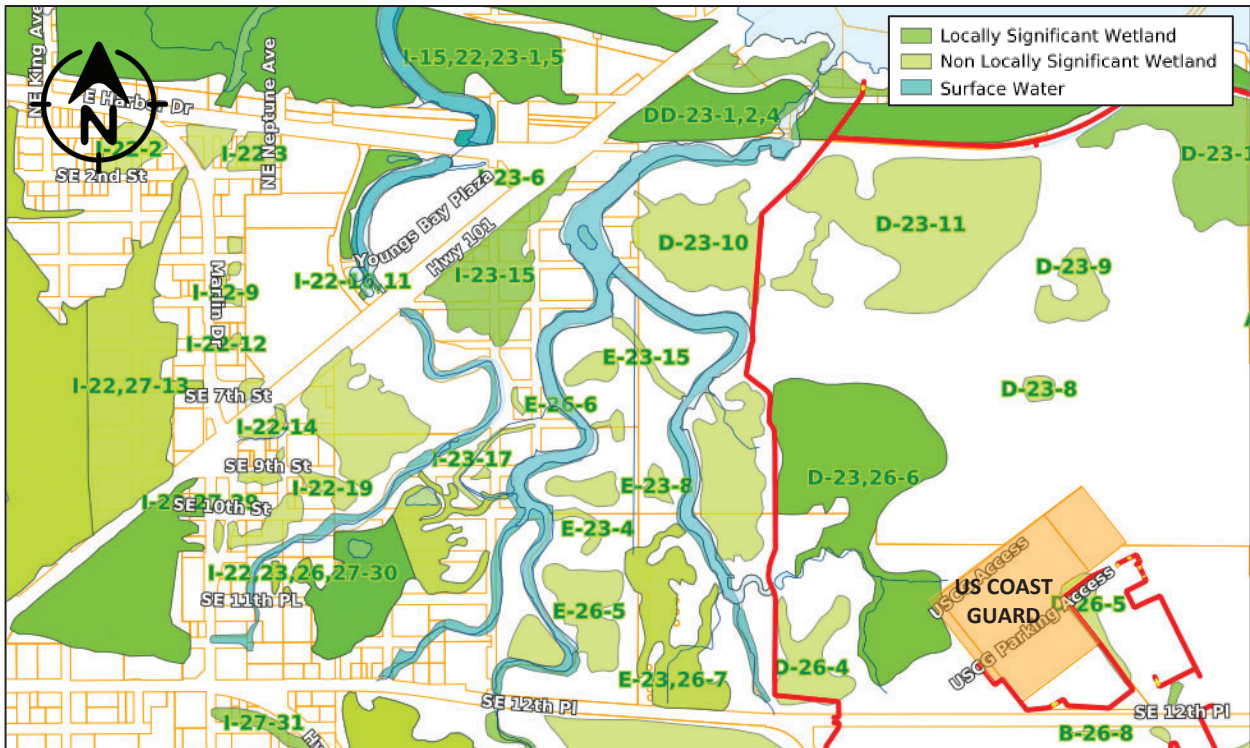 Locally Significant Wetland
Non Locally Significant Wetland
Surface Water
N
NE King Ave
E Harbor Dr
NE Neptune Ave
I-15,22,23-1,5
DD-23-1,2,4
I-22-2
I-22-3
SE 2nd St
D-23-1
I-23-6
Youngs Bay Plaza
Hwy 101
D-23-10
D-23-11
D-23-9
I-23-15
I-22-10,11
I-22-9
Marlin Dr
I-22-12
E-23-15
I-22,27-13
SE 7th St
D-23-8
E-26-6
I-22-14
I-23-17
SE 9th St
I-22-19
E-23-8
D-23,26-6
SE 10th St
E-23-4
I-22,23,26,27-30
USCG Access
US COAST
GUARD
SE 11th PL
E-26-5
D-26-5
USCG Parking Access
D-26-4
E-23,26-7
SE 12th Pl
SE 12th Pl
I-27-31
B-26-8